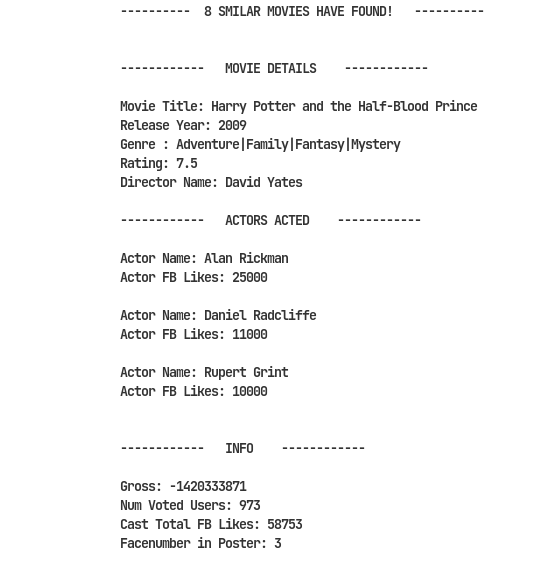 ----------  8 SMILAR MOVIES HAVE FOUND!   ----------
------------   MOVIE DETAILS    ------------
Movie Title: Harry Potter and the Half-Blood Prince
Release Year: 2009
Genre : Adventure|Family|Fantasy|Mystery
Rating: 7.5
Director Name: David Yates
------------   ACTORS ACTED    ------------
Actor Name: Alan Rickman
Actor FB Likes: 25000
Actor Name: Daniel Radcliffe
Actor FB Likes: 11000
Actor Name: Rupert Grint
Actor FB Likes: 10000
------------   INFO    ------------
Gross: -1420333871
Num Voted Users: 973
Cast Total FB Likes: 58753
Facenumber in Poster: 3